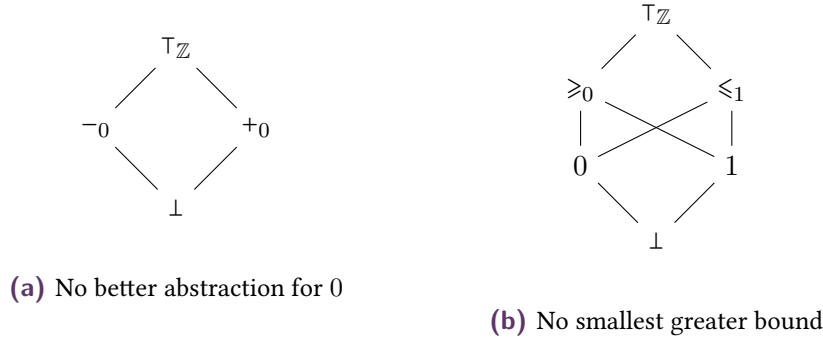 ⊤ℤ
−0 +0
⊥
(a) No better abstraction for 0
⊤ℤ
⩾0 ⩽1
0 1
⊥
(b) No smallest greater bound